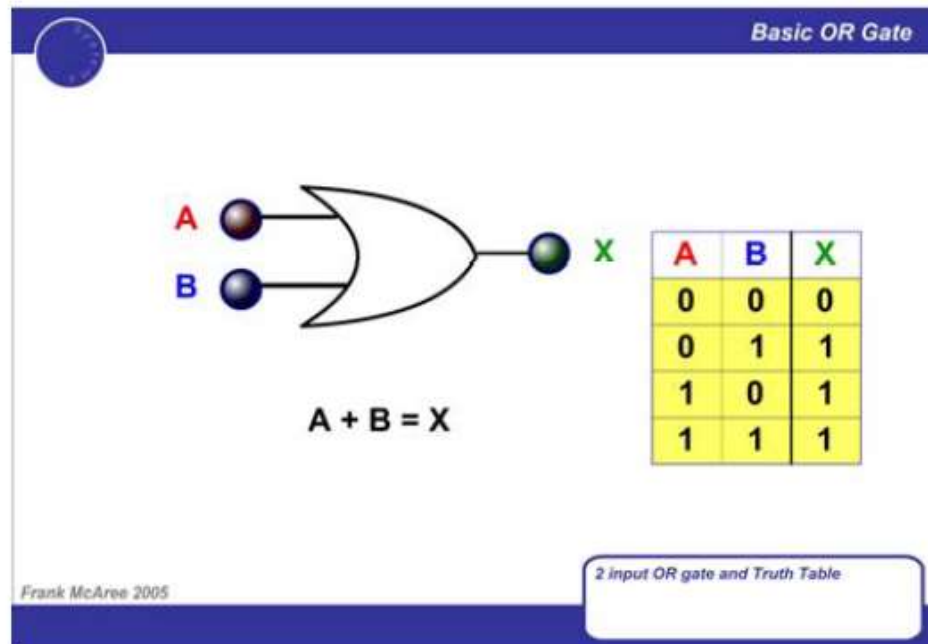 Basic OR Gate
A
B
X
A + B = X
A B X
0 0 0
0 1 1
1 0 1
1 1 1
2 input OR gate and Truth Table
Frank McAree 2005